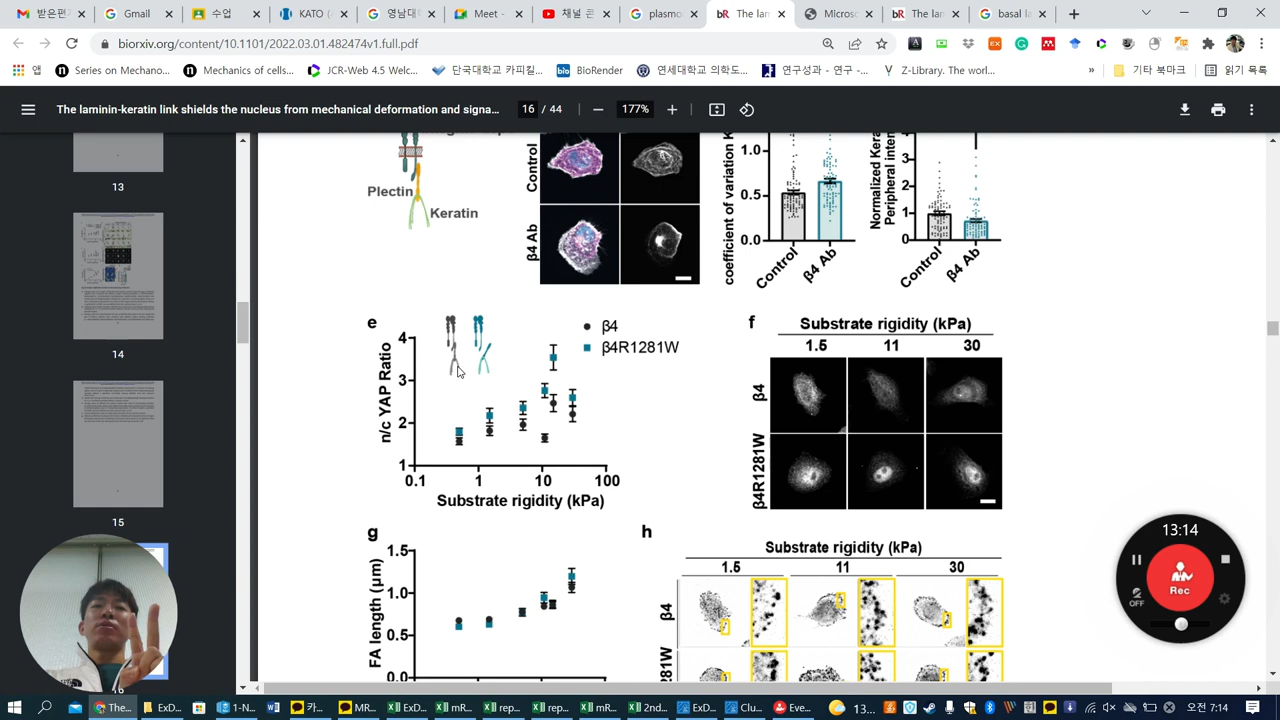 받은편지
Gmail
수업
KATO (
영남대
Meet -
채널 콘
plasmo
The lan
Microsc
bR The lan
basal la
biorxiv.org/content/10.1101/2022.03.01.482474v1.full.pdf
앱
Series on Mechano...
Mechanics of cells...
JCR-Web 4.5 Welc...
단국대학교 카피킬...
BioRender
연세대학교 의학도...
연구성과 - 연구 -...
Z-Library. The worl...
»
기타 북마크
읽기 목록
The laminin-keratin link shields the nucleus from mechanical deformation and signa...
16 / 44
177%
13
14
15
Plectin
Keratin
Control
β4 Ab
coefficient of variation K
1.0
0.5
0.0
Control
β4 Ab
Normalized Kera
Peripheral inten
4
3
2
1
0
Control
β4 Ab
e
β4
β4R1281W
n/c YAP Ratio
4
3
2
1
0.1
1
10
100
Substrate rigidity (kPa)
f
Substrate rigidity (kPa)
1.5
11
30
β4
β4R1281W
g
FA length (μm)
1.5
1.0
0.5
0.0
h
Substrate rigidity (kPa)
1.5
11
30
β4
281W
13:14
Rec
OFF
The
ExD
1-N
카
MR
ExD
mR
mR
2nd
ExD
Clu
Eve
13...
오전 7:14